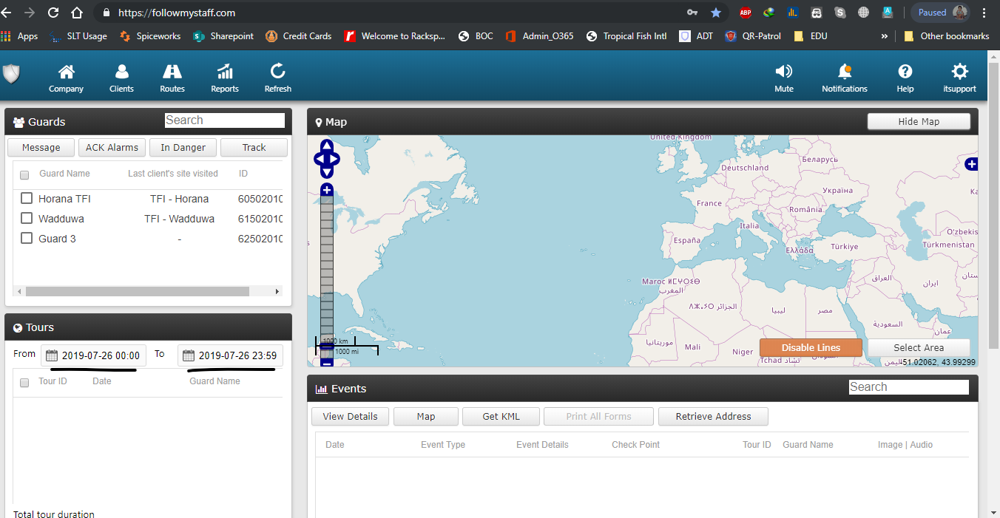 https://followmystaff.com
ABP
Paused
Apps SLT Usage Spiceworks Sharepoint Credit Cards Welcome to Racksp... BOC Admin_O365 Tropical Fish Intl ADT QR-Patrol EDU » Other bookmarks
Company Clients Routes Reports Refresh Mute Notifications Help itsupport
Guards Search
Message ACK Alarms In Danger Track
Guard Name Last client's site visited ID
Horana TFI TFI - Horana 60502010
Wadduwa TFI - Wadduwa 61502010
Guard 3 - 62502010
Tours
From 2019-07-26 00:00 To 2019-07-26 23:59
Tour ID Date Guard Name
Total tour duration
Map Hide Map
United Kingdom
Беларусь
Deutschland
Україна
France
România
Italia
O'zbekis
España
Ελλάς
Türkiye
Türkmenistan
Maroc ⵍⵎⵖⵔⵉⴱ
المغرب
العراق
ایران
الجزائر
ليبيا
مصر
السعودية
عمان
موريتانيا
Mali
Niger
Tchad تشاد
السودان
اليمن
1000 km
1000 mi
Disable Lines Select Area
-51.02062, 43.99299
Events Search
View Details Map Get KML Print All Forms Retrieve Address
Date Event Type Event Details Check Point Tour ID Guard Name Image | Audio